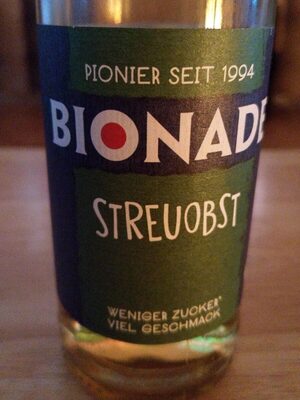 PIONIER SEIT 1994
BIONADE
STREUOBST
WENIGER ZUCKER*
VIEL GESCHMACK